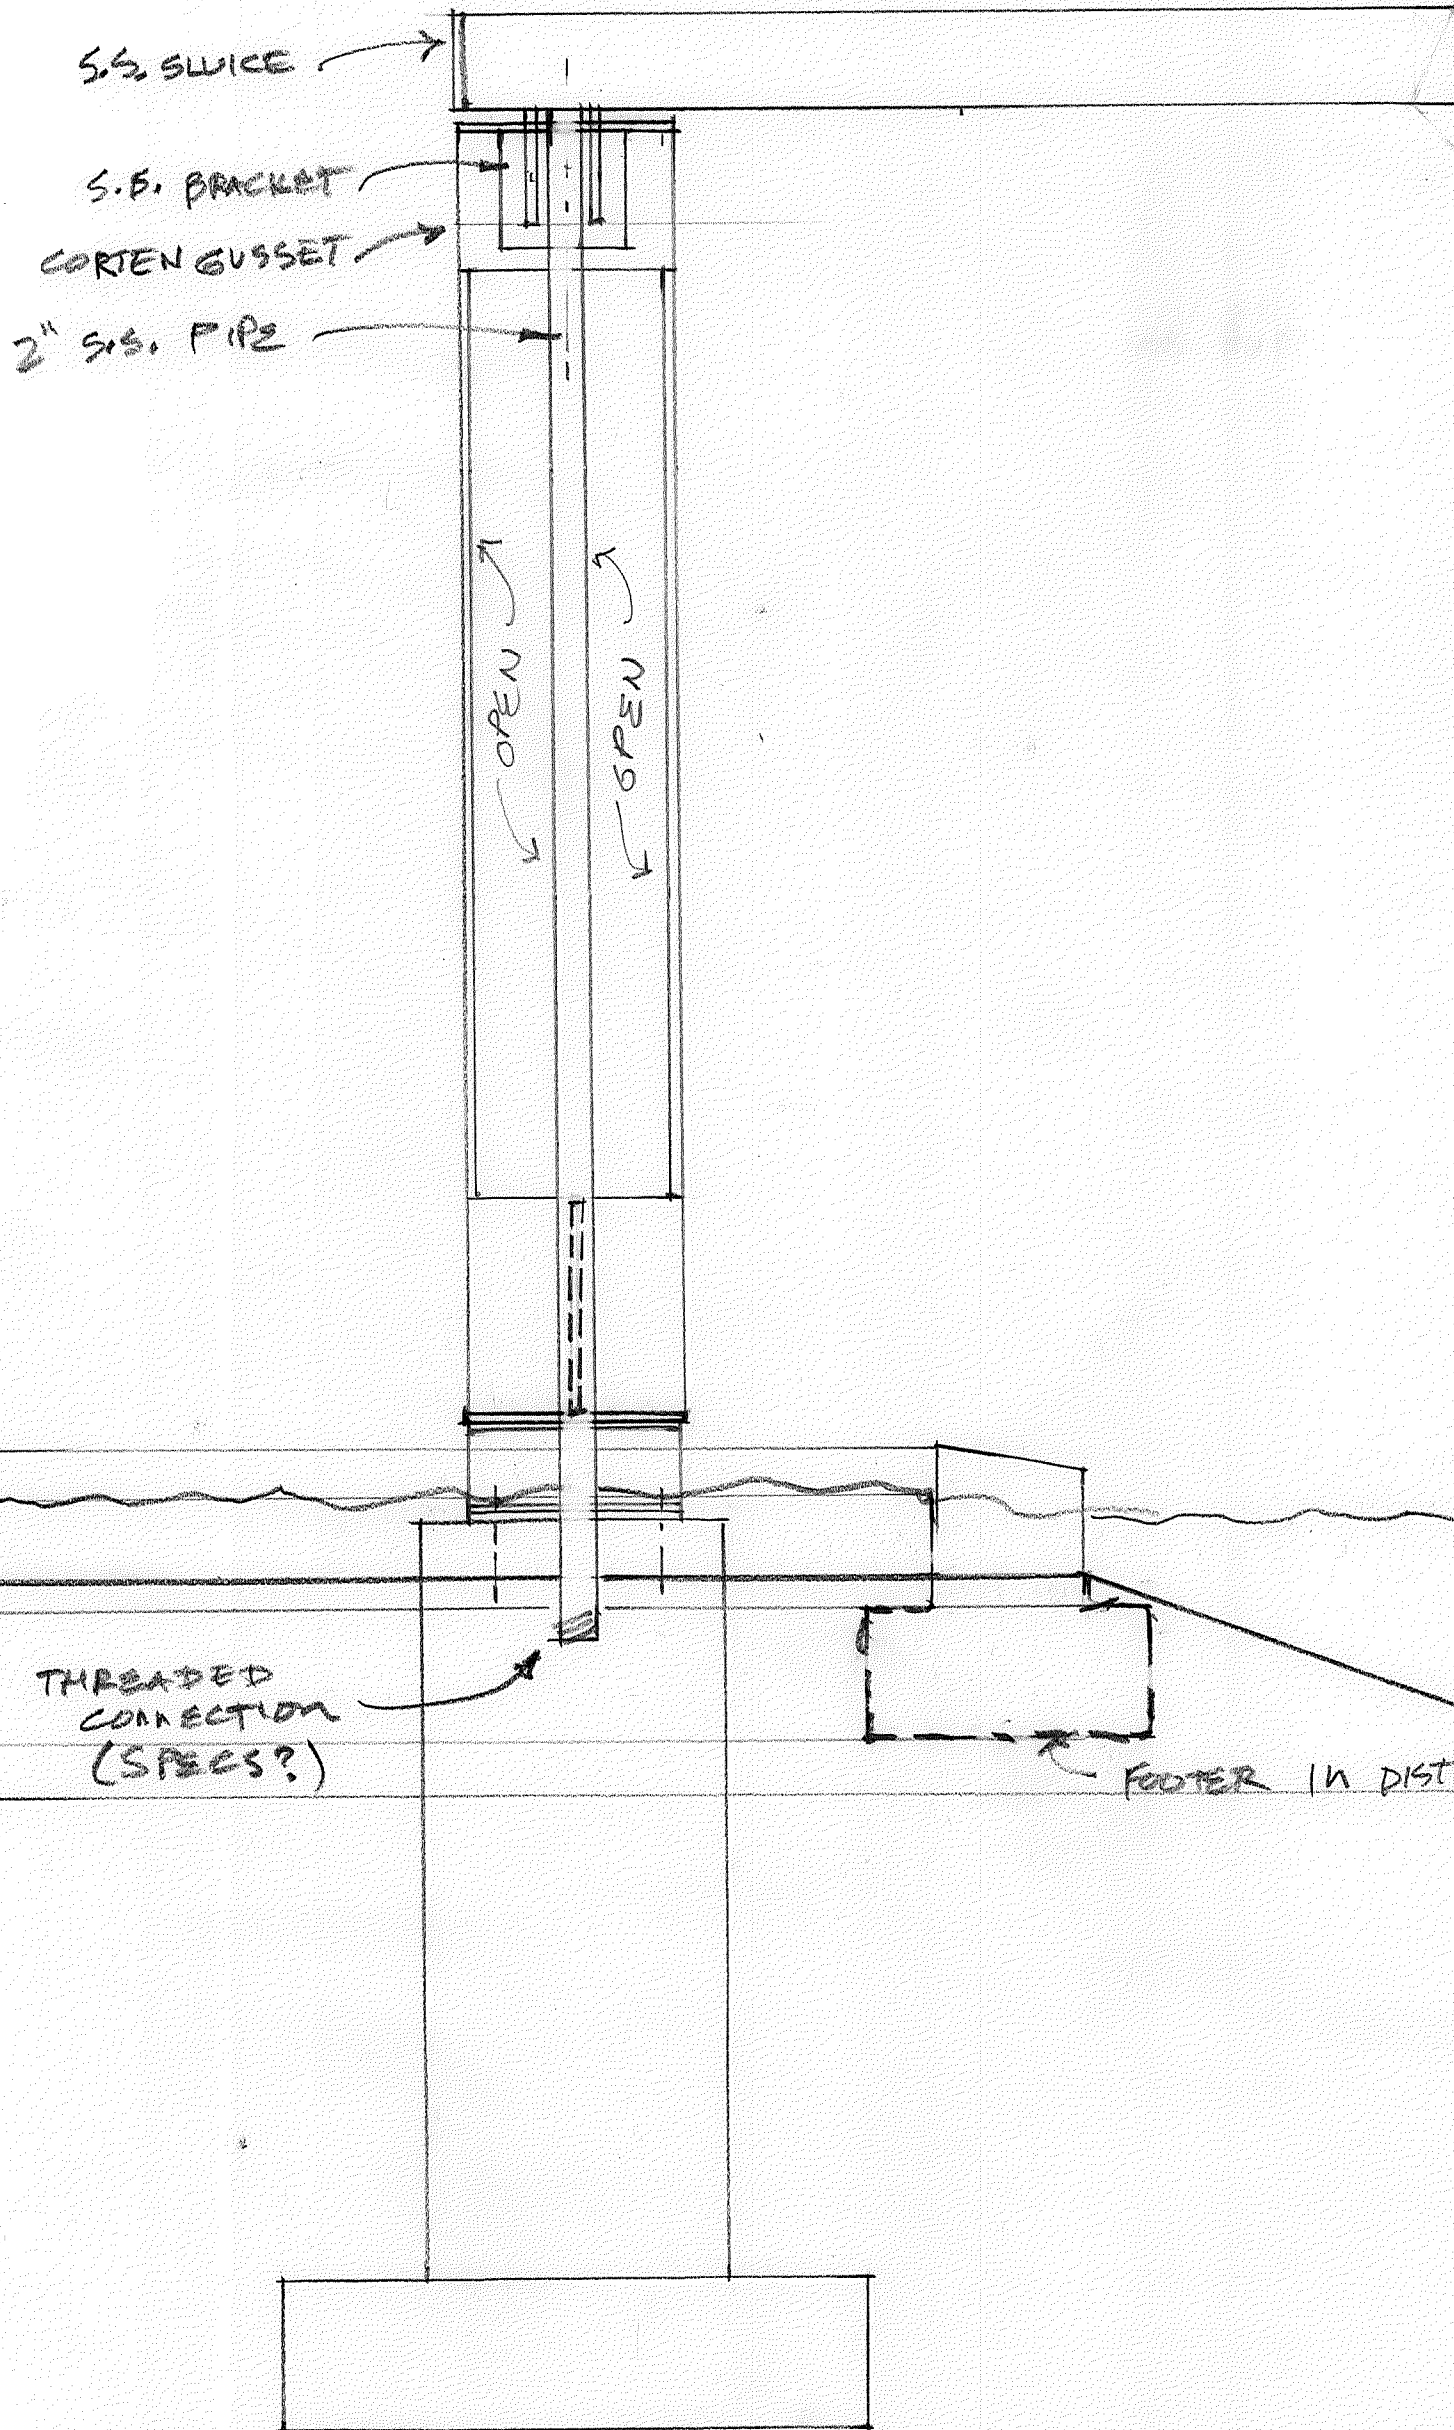 S.S. SLUICE
S.S. BRACKET
CORTEN GUSSET
2" S.S. PIPE
OPEN
OPEN
THREADED
CONNECTION
(SPECS?)
FOOTER IN DIST